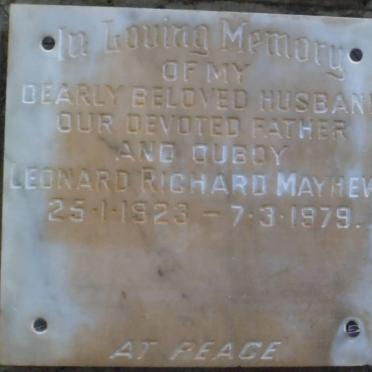 In Loving Memory
OF MY
DEARLY BELOVED HUSBAND
OUR DEVOTED FATHER
AND OUBOY
LEONARD RICHARD MAYHEW
25·1·1923 – 7·3·1979.
AT PEACE